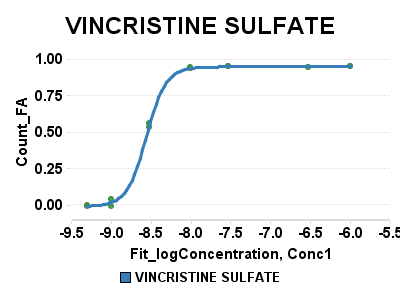 VINCRISTINE SULFATE
1.00
0.75
0.50
0.25
0.00
Count_FA
-9.5 -9.0 -8.5 -8.0 -7.5 -7.0 -6.5 -6.0 -5.5
Fit_logConcentration, Conc1
VINCRISTINE SULFATE